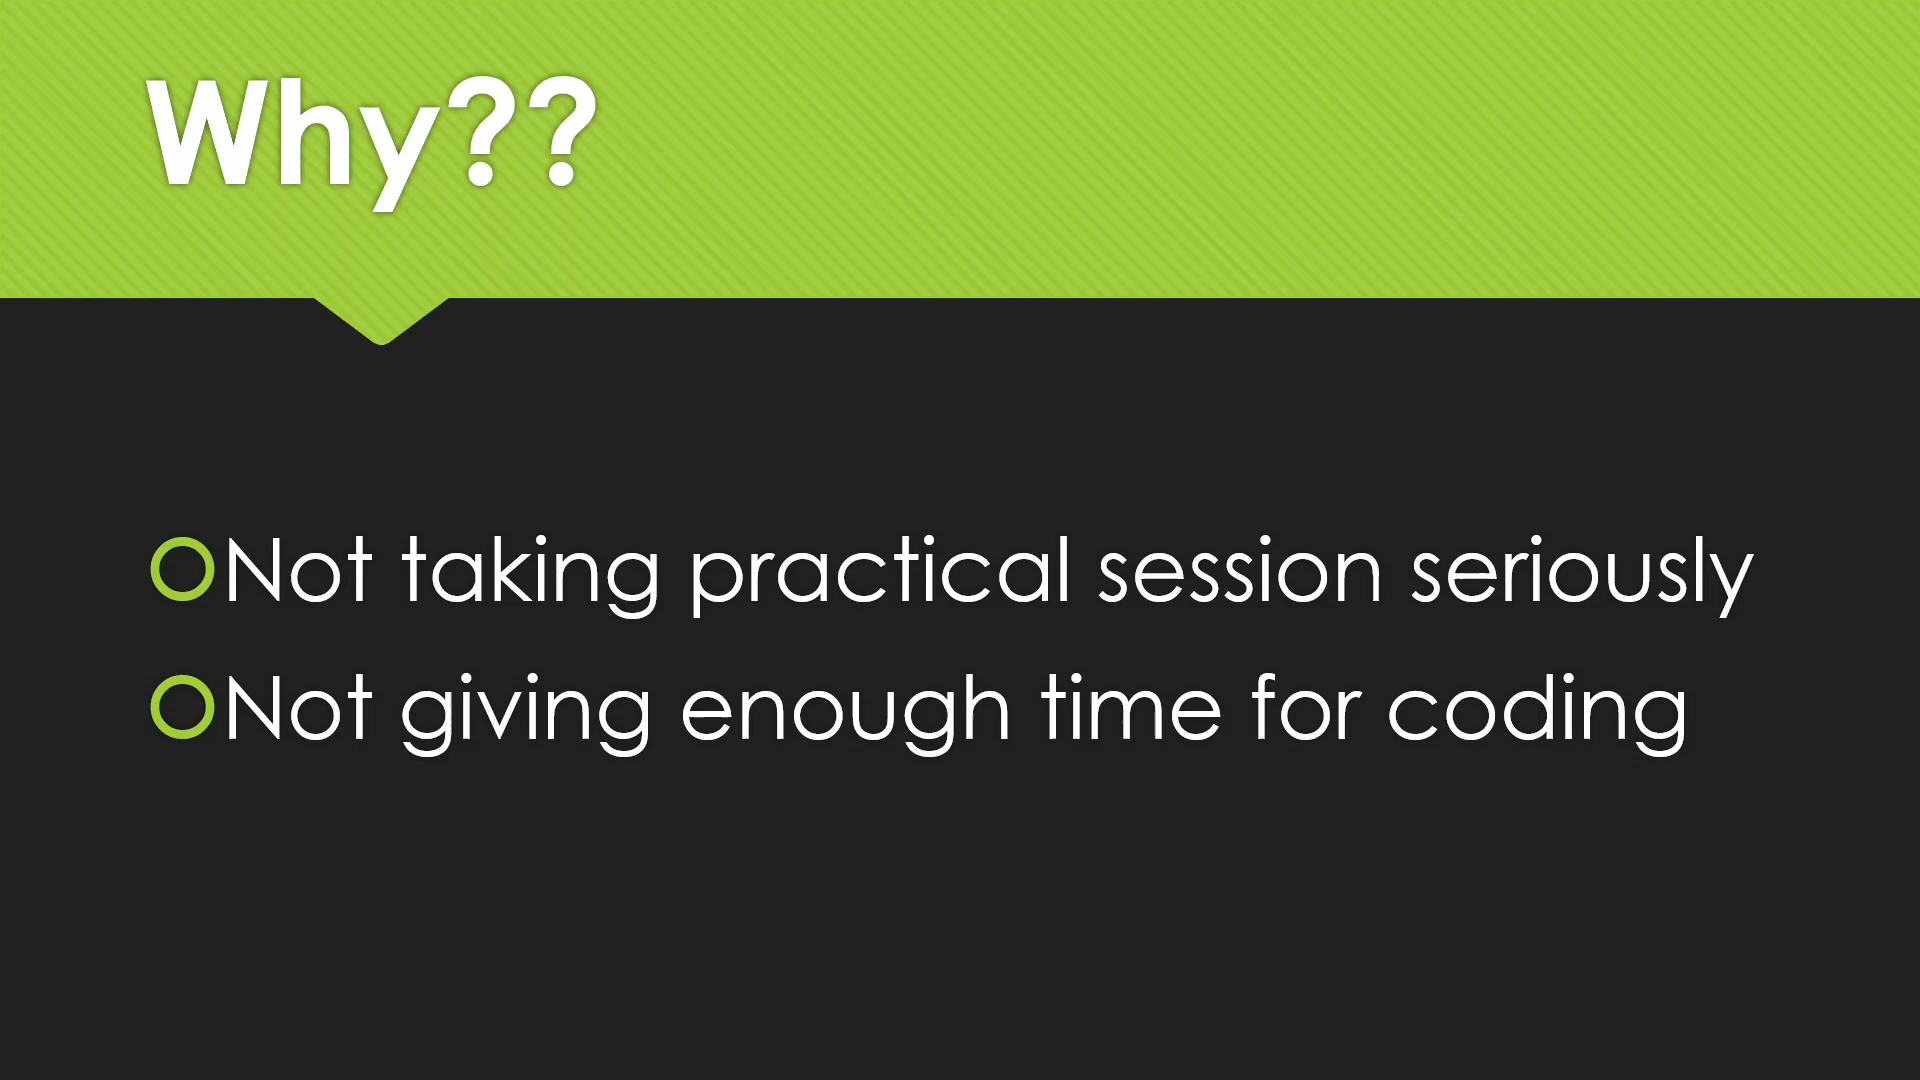 Why??
Not taking practical session seriously
Not giving enough time for coding